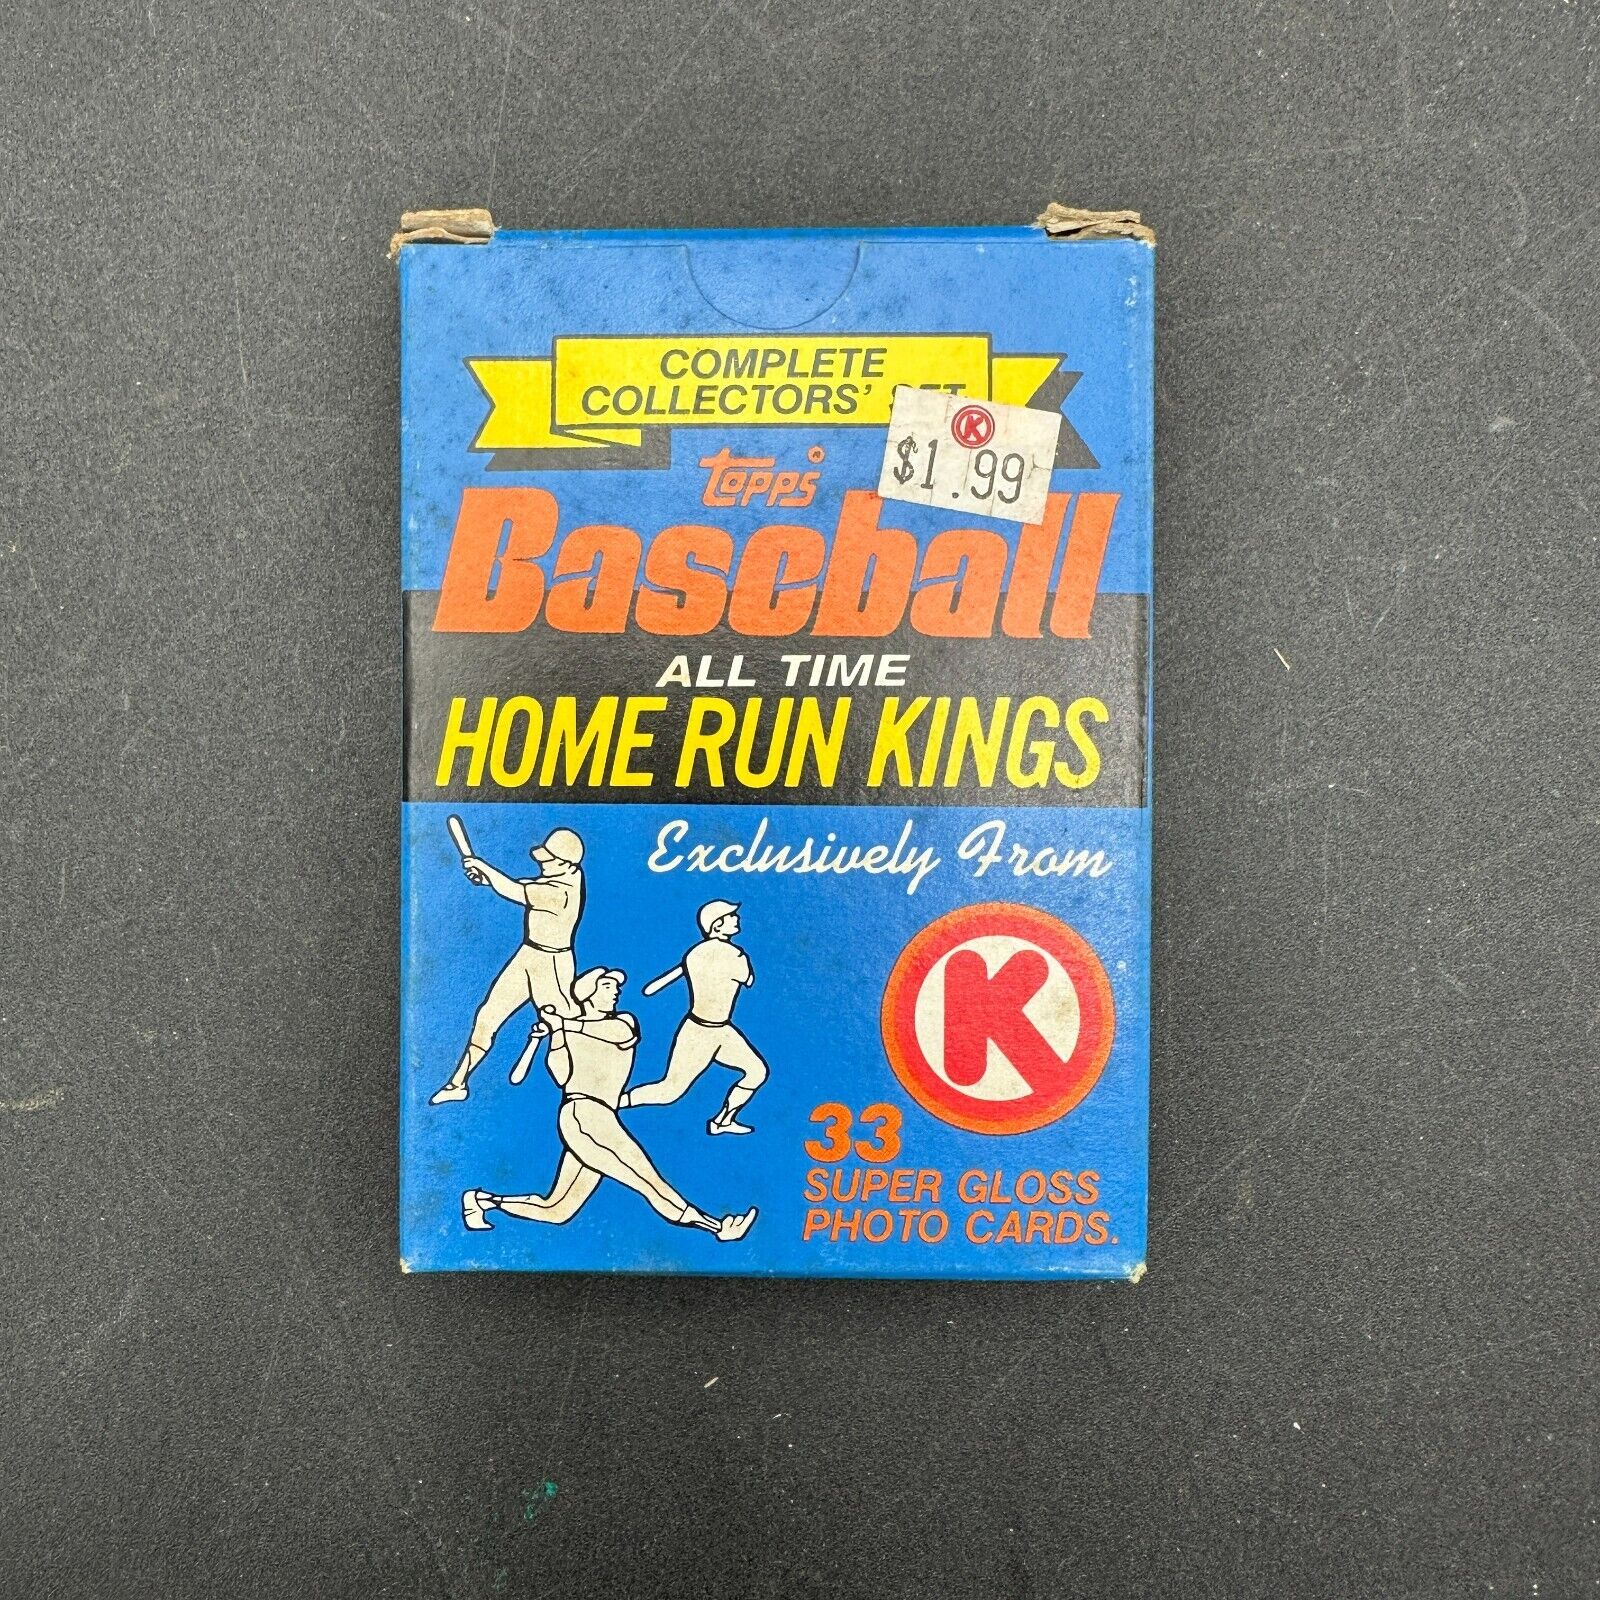 COMPLETE
COLLECTORS'
K
$1.99
topps®
Baseball
ALL TIME
HOME RUN KINGS
Exclusively From
K
33
SUPER GLOSS
PHOTO CARDS.